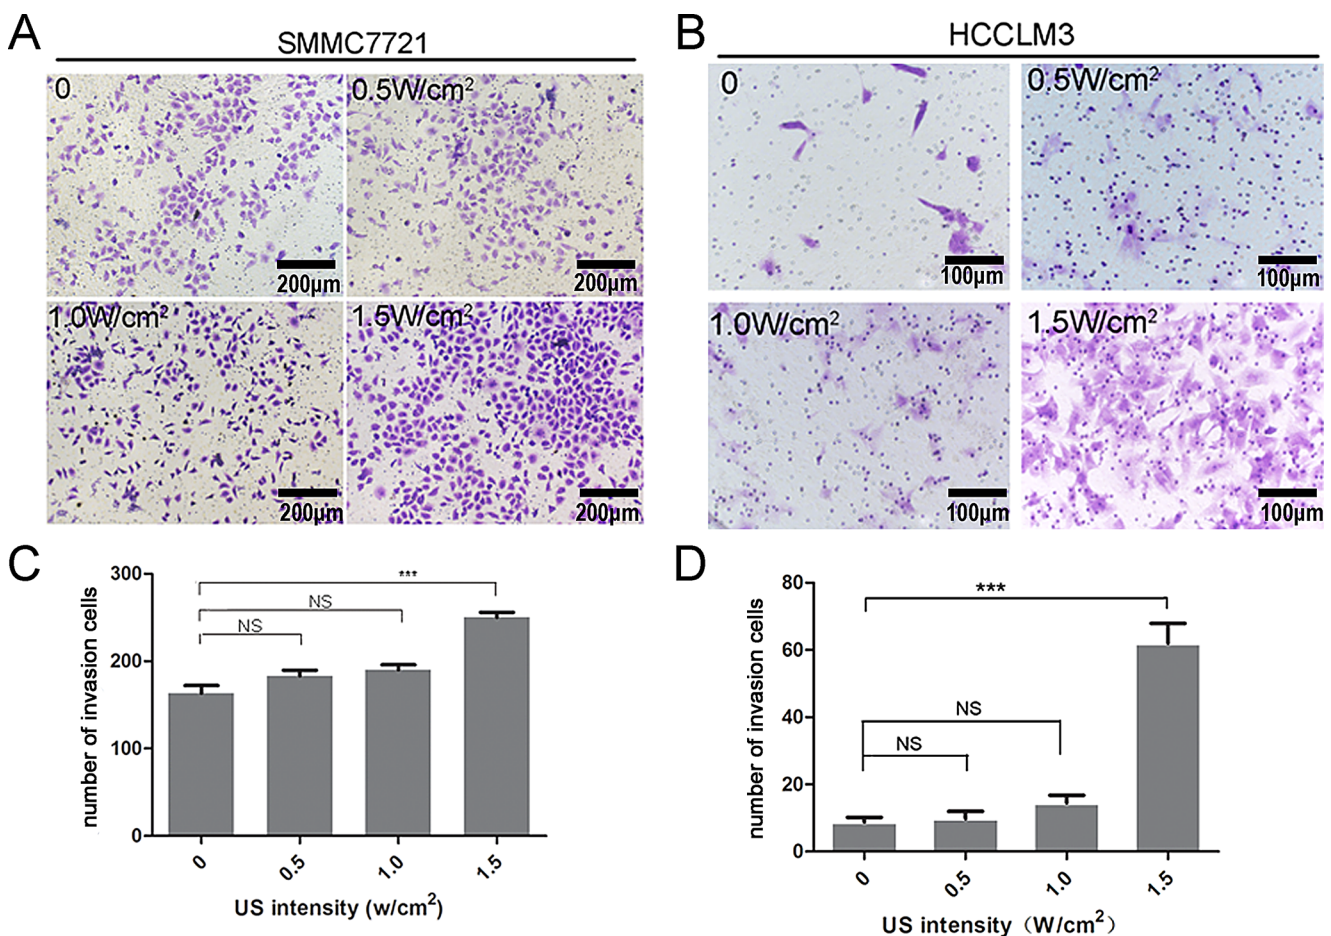 A
SMMC7721
0
0.5W/cm²
200µm
200µm
1.0W/cm²
1.5W/cm²
200µm
200µm
B
HCCLM3
0
0.5W/cm²
100µm
100µm
1.0W/cm²
1.5W/cm²
100µm
100µm
C
number of invasion cells
300
200
100
0
***
NS
NS
0
0.5
1.0
1.5
US intensity (w/cm²)
D
number of invasion cells
80
60
40
20
0
***
NS
NS
0
0.5
1.0
1.5
US intensity（W/cm²）